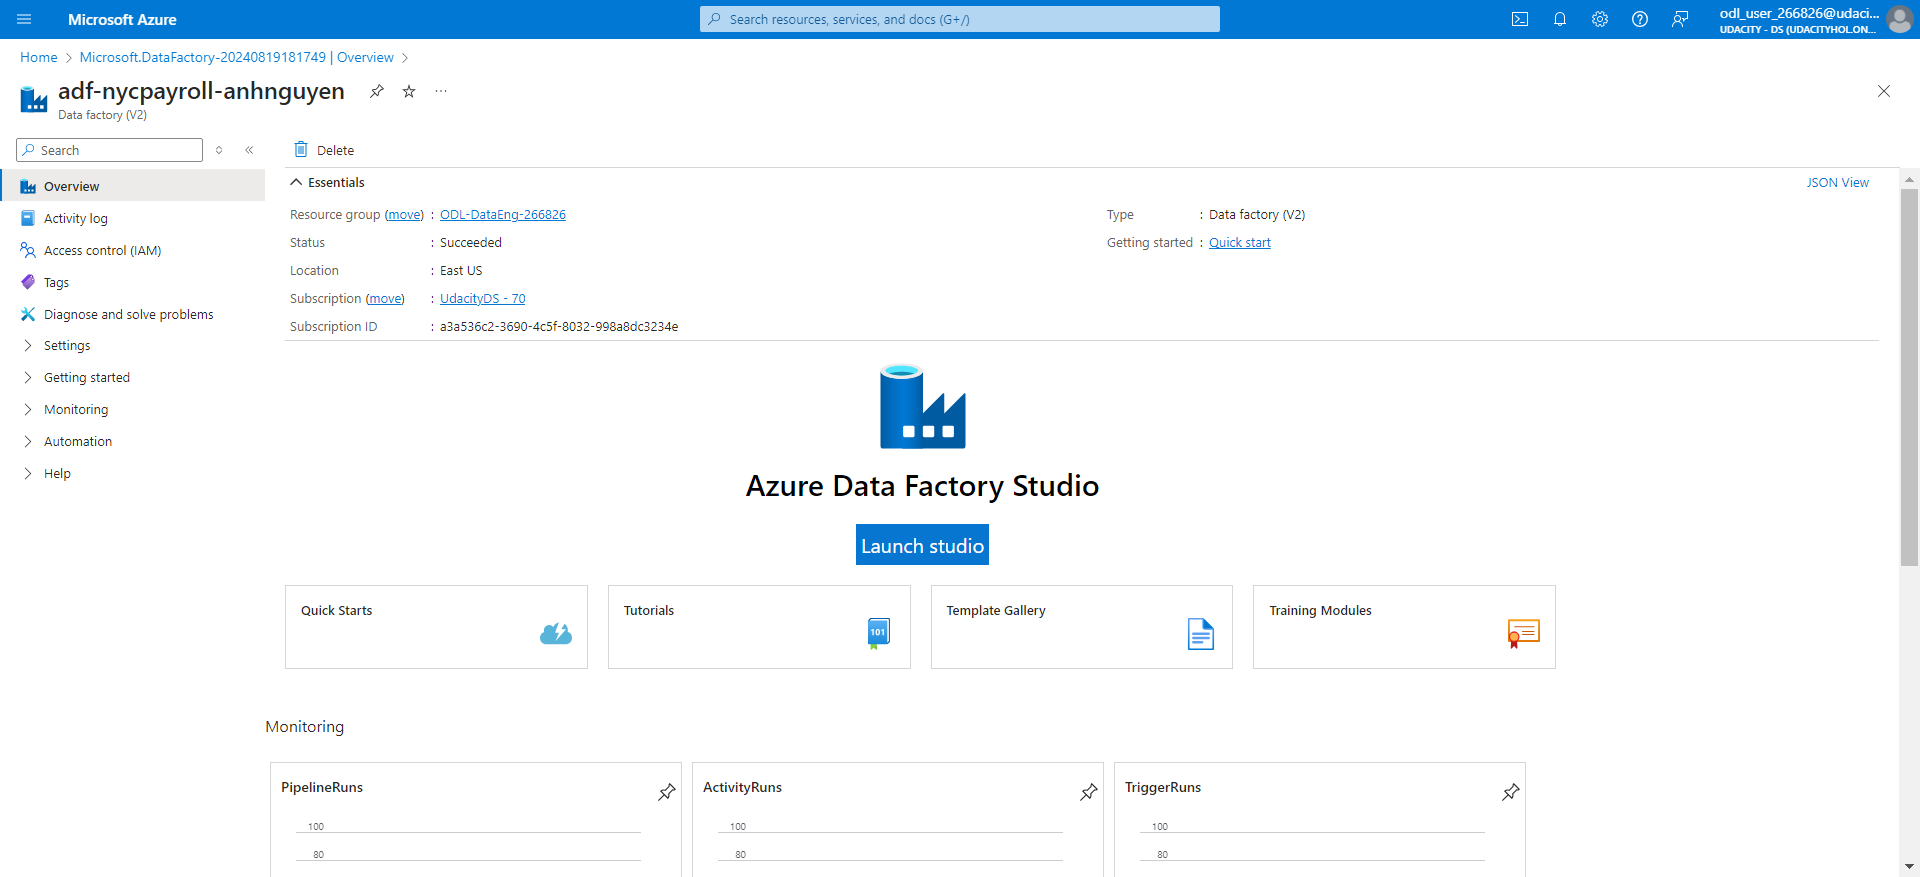 Microsoft Azure
Search resources, services, and docs (G+/)
odl_user_266826@udaci...
UDACITY - DS (UDACITYHOL.ON...
Home > Microsoft.DataFactory-20240819181749 | Overview >
adf-nycpayroll-anhnguyen
Data factory (V2)
Search
Delete
Overview
Activity log
Access control (IAM)
Tags
Diagnose and solve problems
Settings
Getting started
Monitoring
Automation
Help
Essentials
JSON View
Resource group (move) : ODL-DataEng-266826
Status : Succeeded
Location : East US
Subscription (move) : UdacityDS - 70
Subscription ID : a3a536c2-3690-4c5f-8032-998a8dc3234e
Type : Data factory (V2)
Getting started : Quick start
Azure Data Factory Studio
Launch studio
Quick Starts
Tutorials
101
Template Gallery
Training Modules
Monitoring
PipelineRuns
100
80
ActivityRuns
100
80
TriggerRuns
100
80